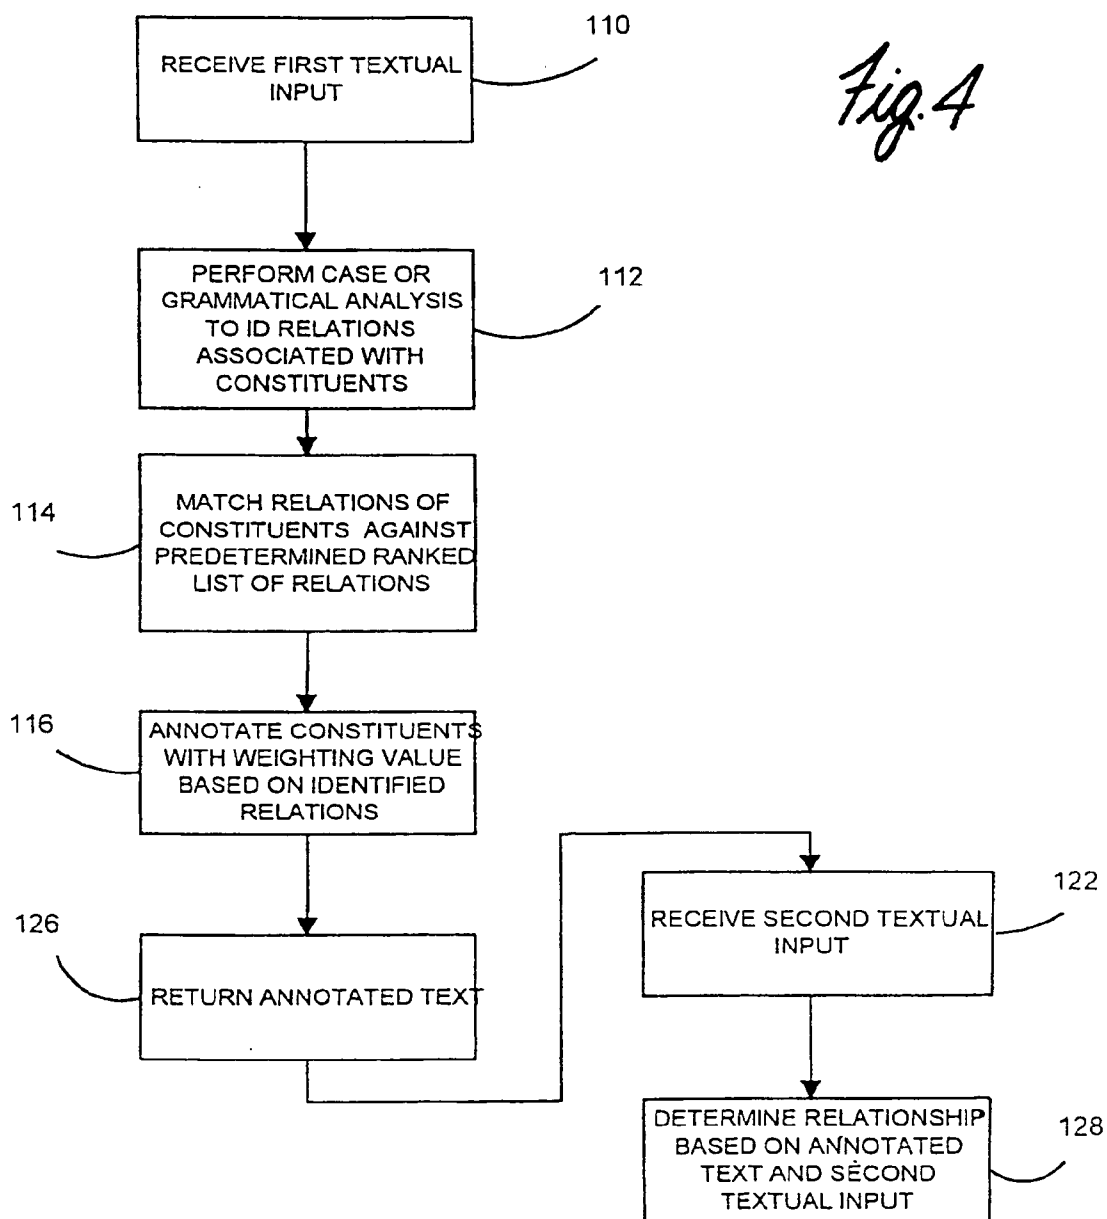 110
Fig. 4
RECEIVE FIRST TEXTUAL
INPUT
112
PERFORM CASE OR
GRAMMATICAL ANALYSIS
TO ID RELATIONS
ASSOCIATED WITH
CONSTITUENTS
114
MATCH RELATIONS OF
CONSTITUENTS AGAINST
PREDETERMINED RANKED
LIST OF RELATIONS
116
ANNOTATE CONSTITUENTS
WITH WEIGHTING VALUE
BASED ON IDENTIFIED
RELATIONS
126
RETURN ANNOTATED TEXT
122
RECEIVE SECOND TEXTUAL
INPUT
128
DETERMINE RELATIONSHIP
BASED ON ANNOTATED
TEXT AND SECOND
TEXTUAL INPUT